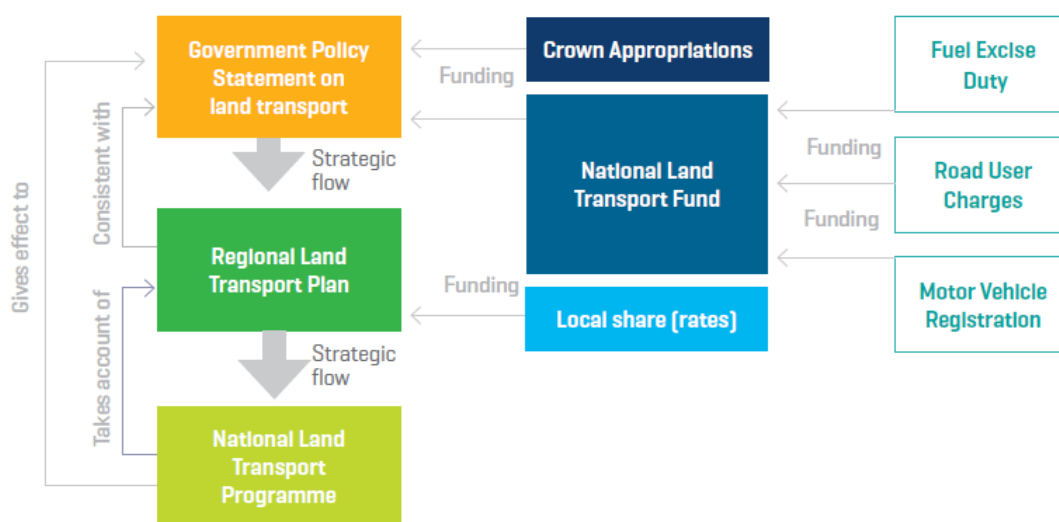 Government Policy
Statement on
land transport
Crown Appropriations
Fuel Excise
Duty
Funding
Strategic
flow
Consistent with
Gives effect to
National Land
Transport Fund
Funding
Road User
Charges
Funding
Regional Land
Transport Plan
Funding
Local share (rates)
Motor Vehicle
Registration
Strategic
flow
Takes account of
National Land
Transport
Programme